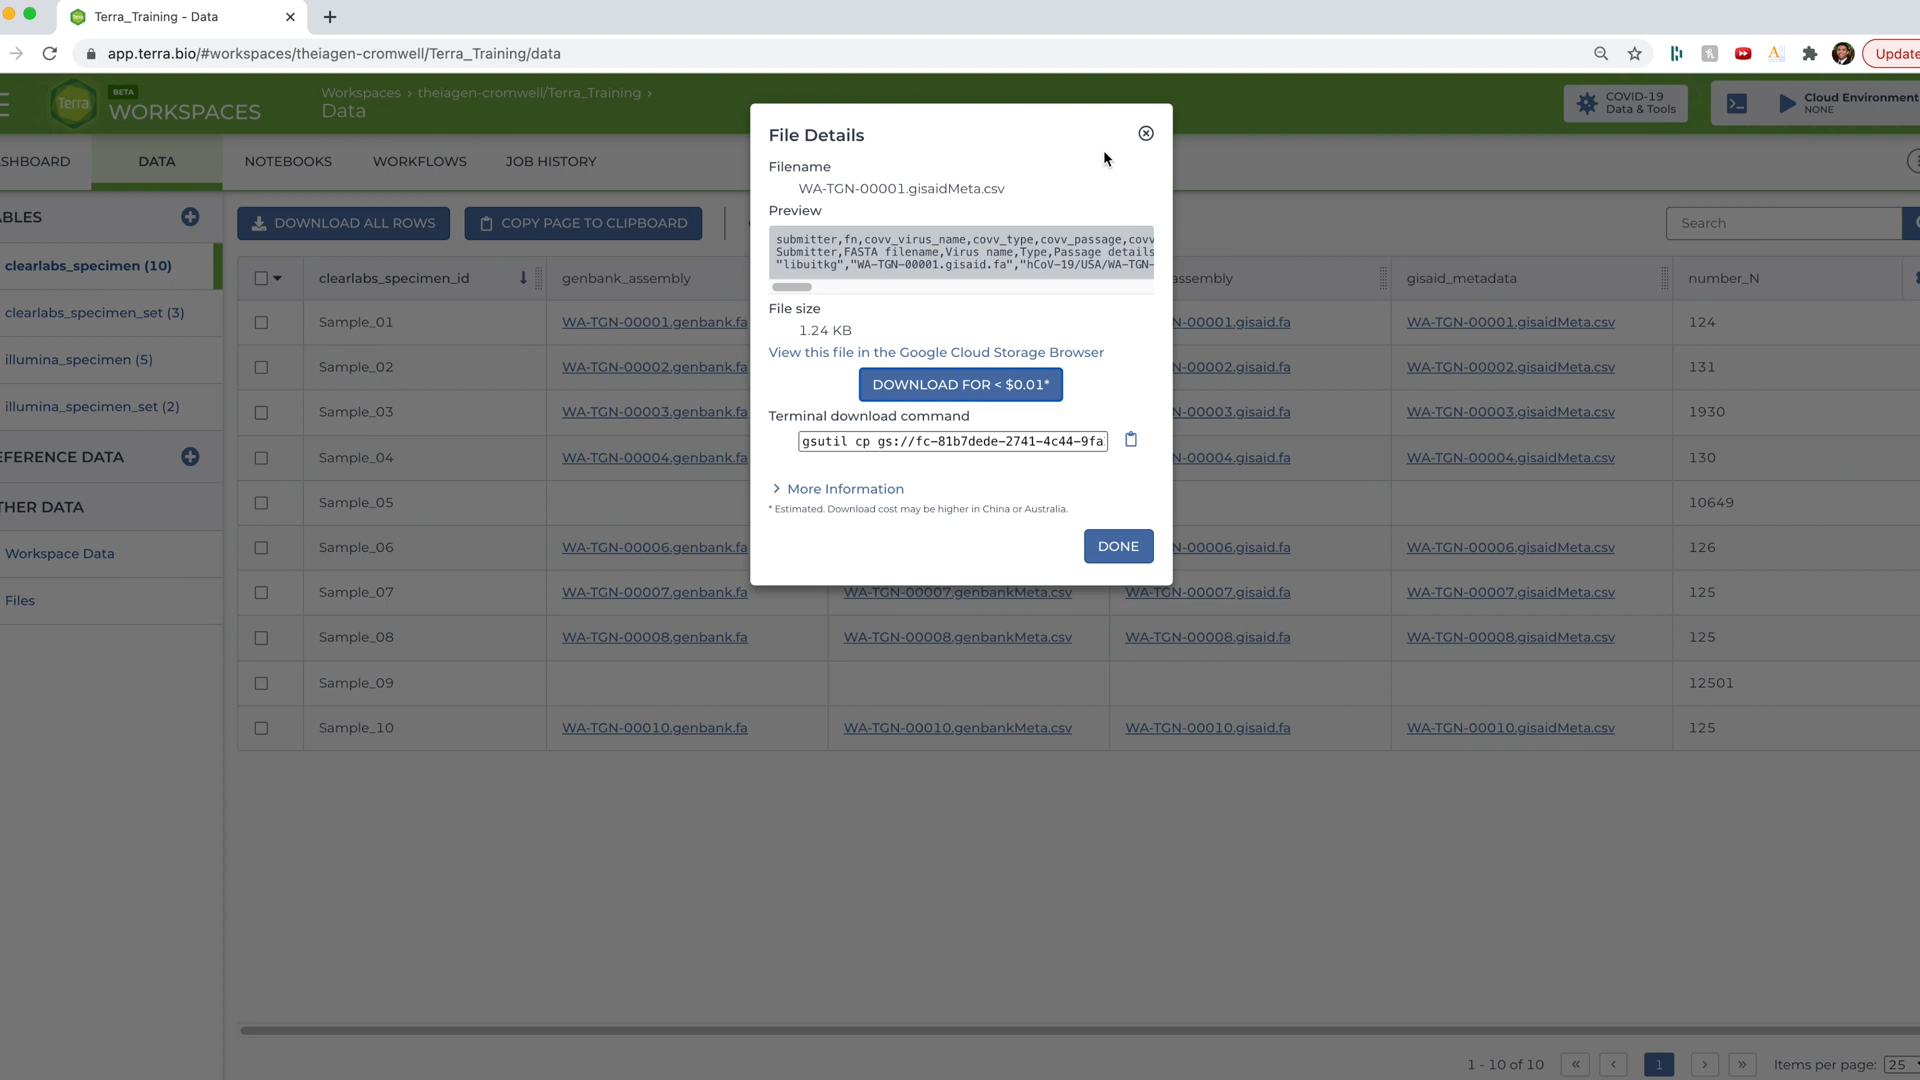 Terra_Training - Data
app.terra.bio/#workspaces/theiagen-cromwell/Terra_Training/data
Update
Terra
BETA
WORKSPACES
Workspaces › theiagen-cromwell/Terra_Training ›
Data
COVID-19
Data & Tools
Cloud Environment
NONE
SHBOARD
DATA
NOTEBOOKS
WORKFLOWS
JOB HISTORY
ABLES
clearlabs_specimen (10)
clearlabs_specimen_set (3)
illumina_specimen (5)
illumina_specimen_set (2)
EFERENCE DATA
THER DATA
Workspace Data
Files
DOWNLOAD ALL ROWS
COPY PAGE TO CLIPBOARD
Search
clearlabs_specimen_id genbank_assembly assembly gisaid_metadata number_N
Sample_01 WA-TGN-00001.genbank.fa N-00001.gisaid.fa WA-TGN-00001.gisaidMeta.csv 124
Sample_02 WA-TGN-00002.genbank.fa N-00002.gisaid.fa WA-TGN-00002.gisaidMeta.csv 131
Sample_03 WA-TGN-00003.genbank.fa N-00003.gisaid.fa WA-TGN-00003.gisaidMeta.csv 1930
Sample_04 WA-TGN-00004.genbank.fa N-00004.gisaid.fa WA-TGN-00004.gisaidMeta.csv 130
Sample_05 10649
Sample_06 WA-TGN-00006.genbank.fa N-00006.gisaid.fa WA-TGN-00006.gisaidMeta.csv 126
Sample_07 WA-TGN-00007.genbank.fa WA-TGN-00007.genbankMeta.csv WA-TGN-00007.gisaid.fa WA-TGN-00007.gisaidMeta.csv 125
Sample_08 WA-TGN-00008.genbank.fa WA-TGN-00008.genbankMeta.csv WA-TGN-00008.gisaid.fa WA-TGN-00008.gisaidMeta.csv 125
Sample_09 12501
Sample_10 WA-TGN-00010.genbank.fa WA-TGN-00010.genbankMeta.csv WA-TGN-00010.gisaid.fa WA-TGN-00010.gisaidMeta.csv 125
File Details
Filename
WA-TGN-00001.gisaidMeta.csv
Preview
submitter,fn,covv_virus_name,covv_type,covv_passage,covv
Submitter,FASTA filename,Virus name,Type,Passage details
"libuitkg","WA-TGN-00001.gisaid.fa","hCoV-19/USA/WA-TGN-
File size
1.24 KB
View this file in the Google Cloud Storage Browser
DOWNLOAD FOR < $0.01*
Terminal download command
gsutil cp gs://fc-81b7dede-2741-4c44-9fa
More Information
* Estimated. Download cost may be higher in China or Australia.
DONE
1 - 10 of 10 « ‹ 1 › » Items per page: 25